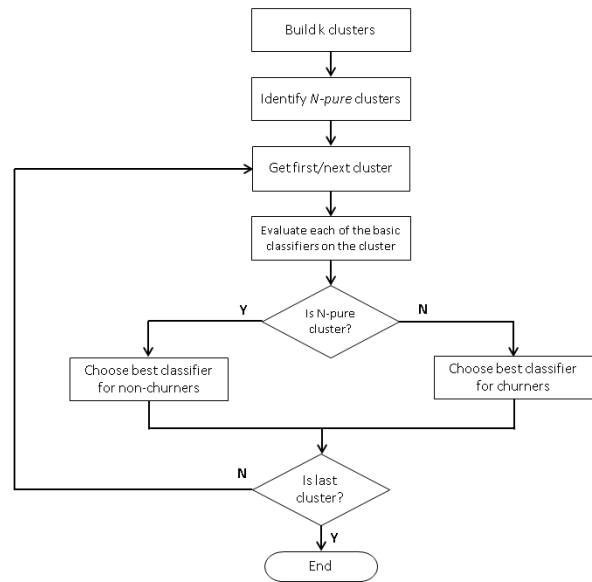 Build k clusters
Identify N-pure clusters
Get first/next cluster
Evaluate each of the basic
classifiers on the cluster
Y
Is N-pure
cluster?
N
Choose best classifier
for non-churners
Choose best classifier
for churners
N
Is last
cluster?
Y
End